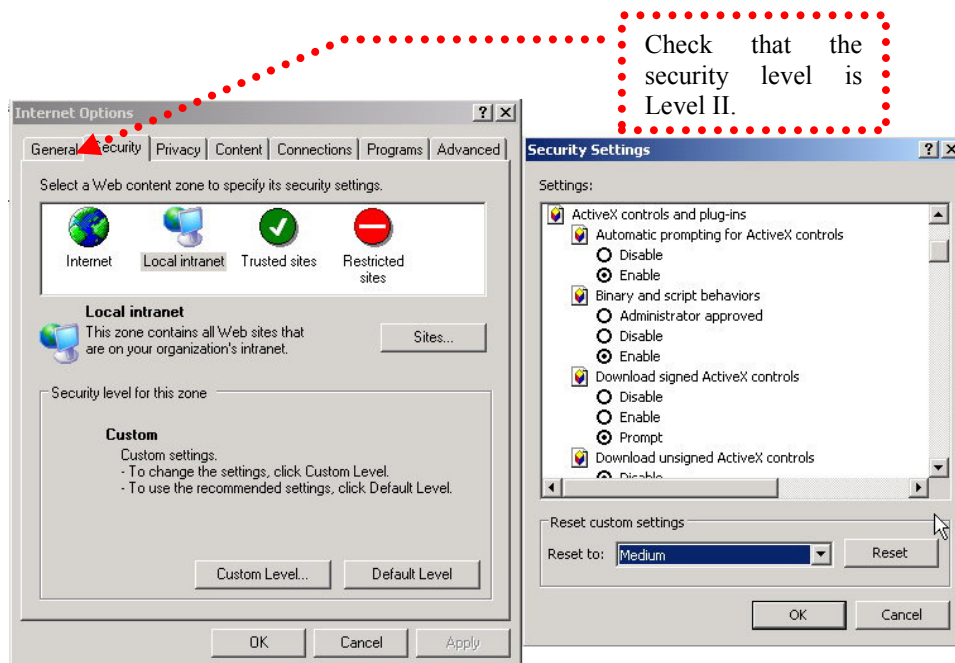 Check that the
security level is
Level II.
Internet Options
General Security Privacy Content Connections Programs Advanced
Select a Web content zone to specify its security settings.
Internet Local intranet Trusted sites Restricted
sites
Local intranet
This zone contains all Web sites that
are on your organization's intranet.
Sites...
Security level for this zone
Custom
Custom settings.
- To change the settings, click Custom Level.
- To use the recommended settings, click Default Level.
Custom Level... Default Level
OK Cancel Apply
Security Settings
Settings:
ActiveX controls and plug-ins
Automatic prompting for ActiveX controls
Disable
Enable
Binary and script behaviors
Administrator approved
Disable
Enable
Download signed ActiveX controls
Disable
Enable
Prompt
Download unsigned ActiveX controls
Disable
Reset custom settings
Reset to: Medium Reset
OK Cancel